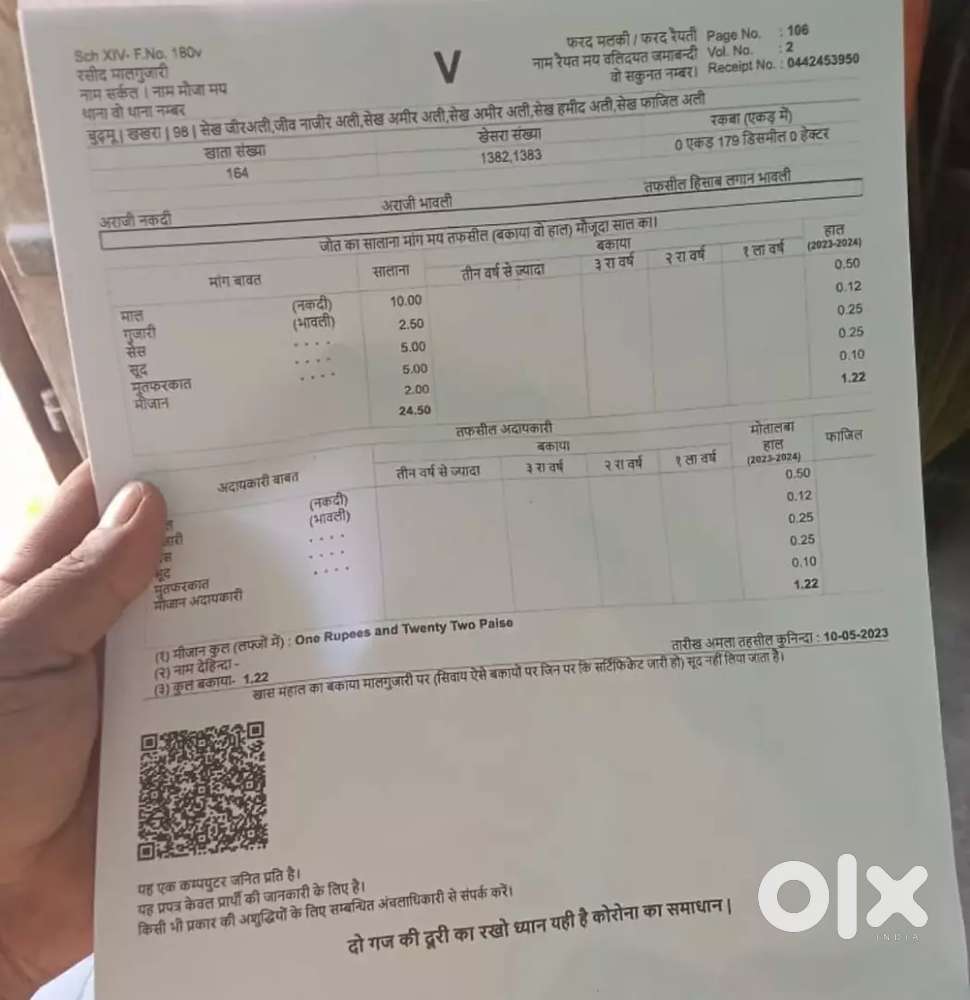 Sch XIV- F.No. 180v
रसीद मालगुजारी
नाम सर्कल । नाम मौजा मय
थाना वो थाना नम्बर
V
फरद मलकी / फरद रैयती
नाम रैयत मय वलिदयत जमाबन्दी
वो सकुनत नम्बर।
Page No. : 106
Vol. No. : 2
Receipt No. : 0442453950
बुढ़मू | खखरा | 98 | सेख जीरअली,जीव नाजीर अली,सेख अमीर अली,सेख अमीर अली,सेख हमीद अली,सेख फाजिल अली
खाता संख्या खेसरा संख्या रकबा (एकड़ में)
164 1382,1383 0 एकड़ 179 डिसमील 0 हेक्टर
अराजी नकदी अराजी भावली तफसील हिसाब लगान भावली
जोत का सालाना मांग मय तफसील (बकाया वो हाल) मौजूदा साल का।
मांग बावत सालाना बकाया हाल
(2023-2024)
तीन वर्ष से ज्यादा ३ रा वर्ष २ रा वर्ष १ ला वर्ष
माल (नकदी) 10.00 0.50
गुजारी (भावली) 2.50 0.12
सेस .... 5.00 0.25
सूद .... 5.00 0.25
मुतफरकात .... 2.00 0.10
मीजान 24.50 1.22
तफसील अदायकारी
अदायकारी बाबत बकाया मोतालबा
हाल
(2023-2024) फाजिल
तीन वर्ष से ज्यादा ३ रा वर्ष २ रा वर्ष १ ला वर्ष
(नकदी) 0.50
(भावली) 0.12
.... 0.25
सूद .... 0.25
मुतफरकात .... 0.10
मीजान अदायकारी 1.22
(१) मीजान कुल (लफ्जों में) : One Rupees and Twenty Two Paise
(२) नाम देहिन्दा -
तारीख अमला तहसील कुनिन्दा : 10-05-2023
(३) कुल बकाया- 1.22
खास महाल का बकाया मालगुजारी पर (सिवाय ऐसे बकायों पर जिन पर कि सर्टिफिकेट जारी हो) सूद नहीं लिया जाता है।
यह एक कम्पयुटर जनित प्रति है।
यह प्रपत्र केवल प्रार्थी की जानकारी के लिए है।
किसी भी प्रकार की अशुद्धियों के लिए सम्बन्धित अंचलाधिकारी से संपर्क करें।
दो गज की दूरी का रखो ध्यान यही है कोरोना का समाधान |
olx
INDIA